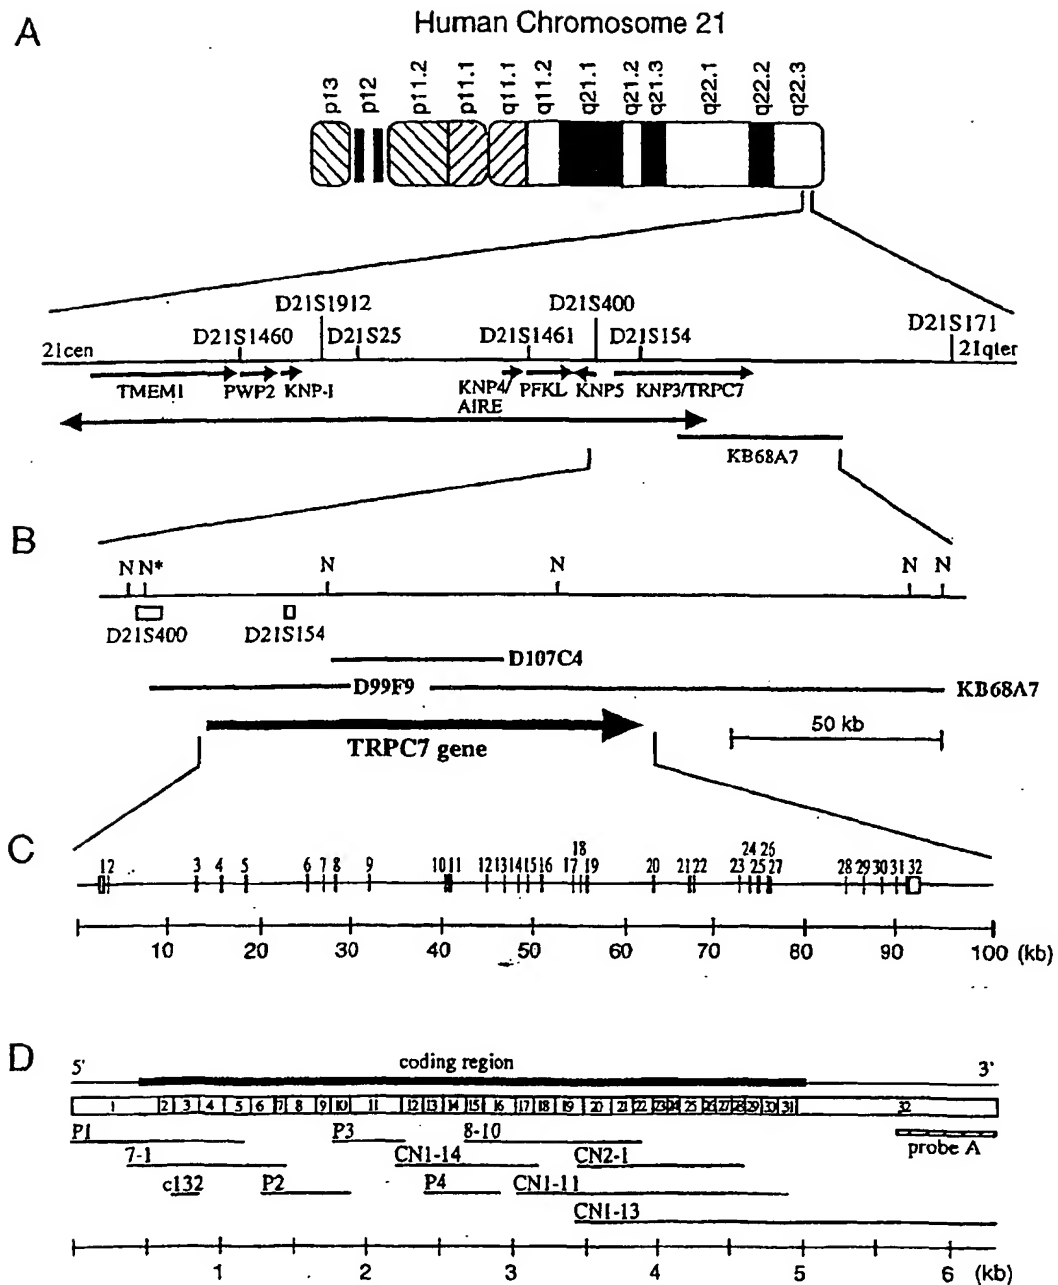 A
Human Chromosome 21
p13 p12 p11.2 p11.1 q11.1 q11.2 q21.1 q21.2 q21.3 q22.1 q22.2 q22.3
D21S1912 D21S400
D21S1460 D21S25 D21S1461 D21S154 D21S171
21cen 21qter
TMEM1 PWP2 KNP-I KNP4/ PFKL KNP5 KNP3/TRPC7
AIRE
KB68A7
B
N N* N N N N
D21S400 D21S154
D107C4
D99F9 KB68A7
50 kb
TRPC7 gene
C
18 24 26
1 2 3 4 5 6 7 8 9 10 11 12 13 14 15 16 17 19 20 21 22 23 25 27 28 29 30 31 32
10 20 30 40 50 60 70 80 90 100 (kb)
D
5' coding region 3'
1 2 3 4 5 6 7 8 9 10 11 12 13 14 15 16 17 18 19 20 21 22 23 24 25 26 27 28 29 30 31 32
P1 P3 8-10 probe A
7-1 CN1-14 CN2-1
c132 P2 P4 CN1-11
CN1-13
1 2 3 4 5 6 (kb)